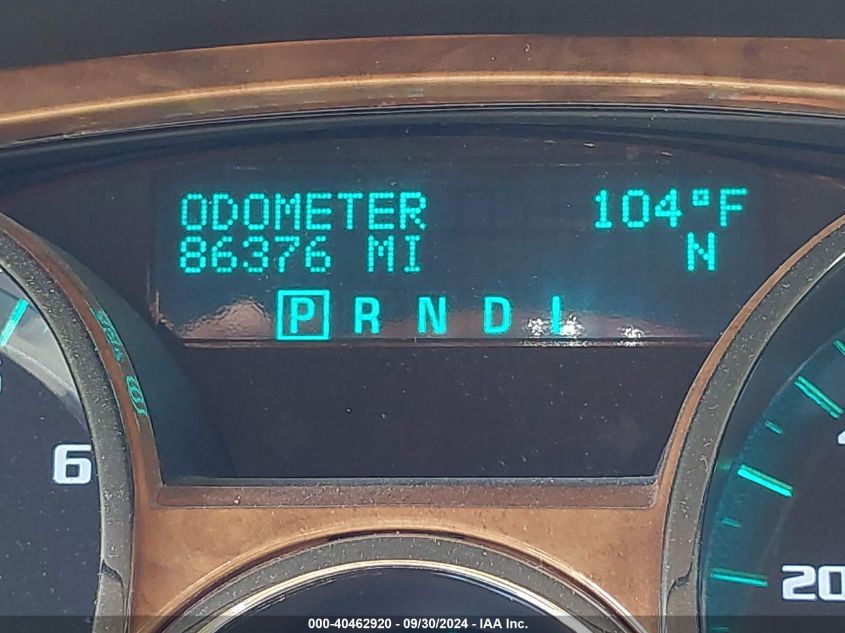 ODOMETER 104°F
86376 MI N
P R N D L
6
20
000-40462920 - 09/30/2024 - IAA Inc.